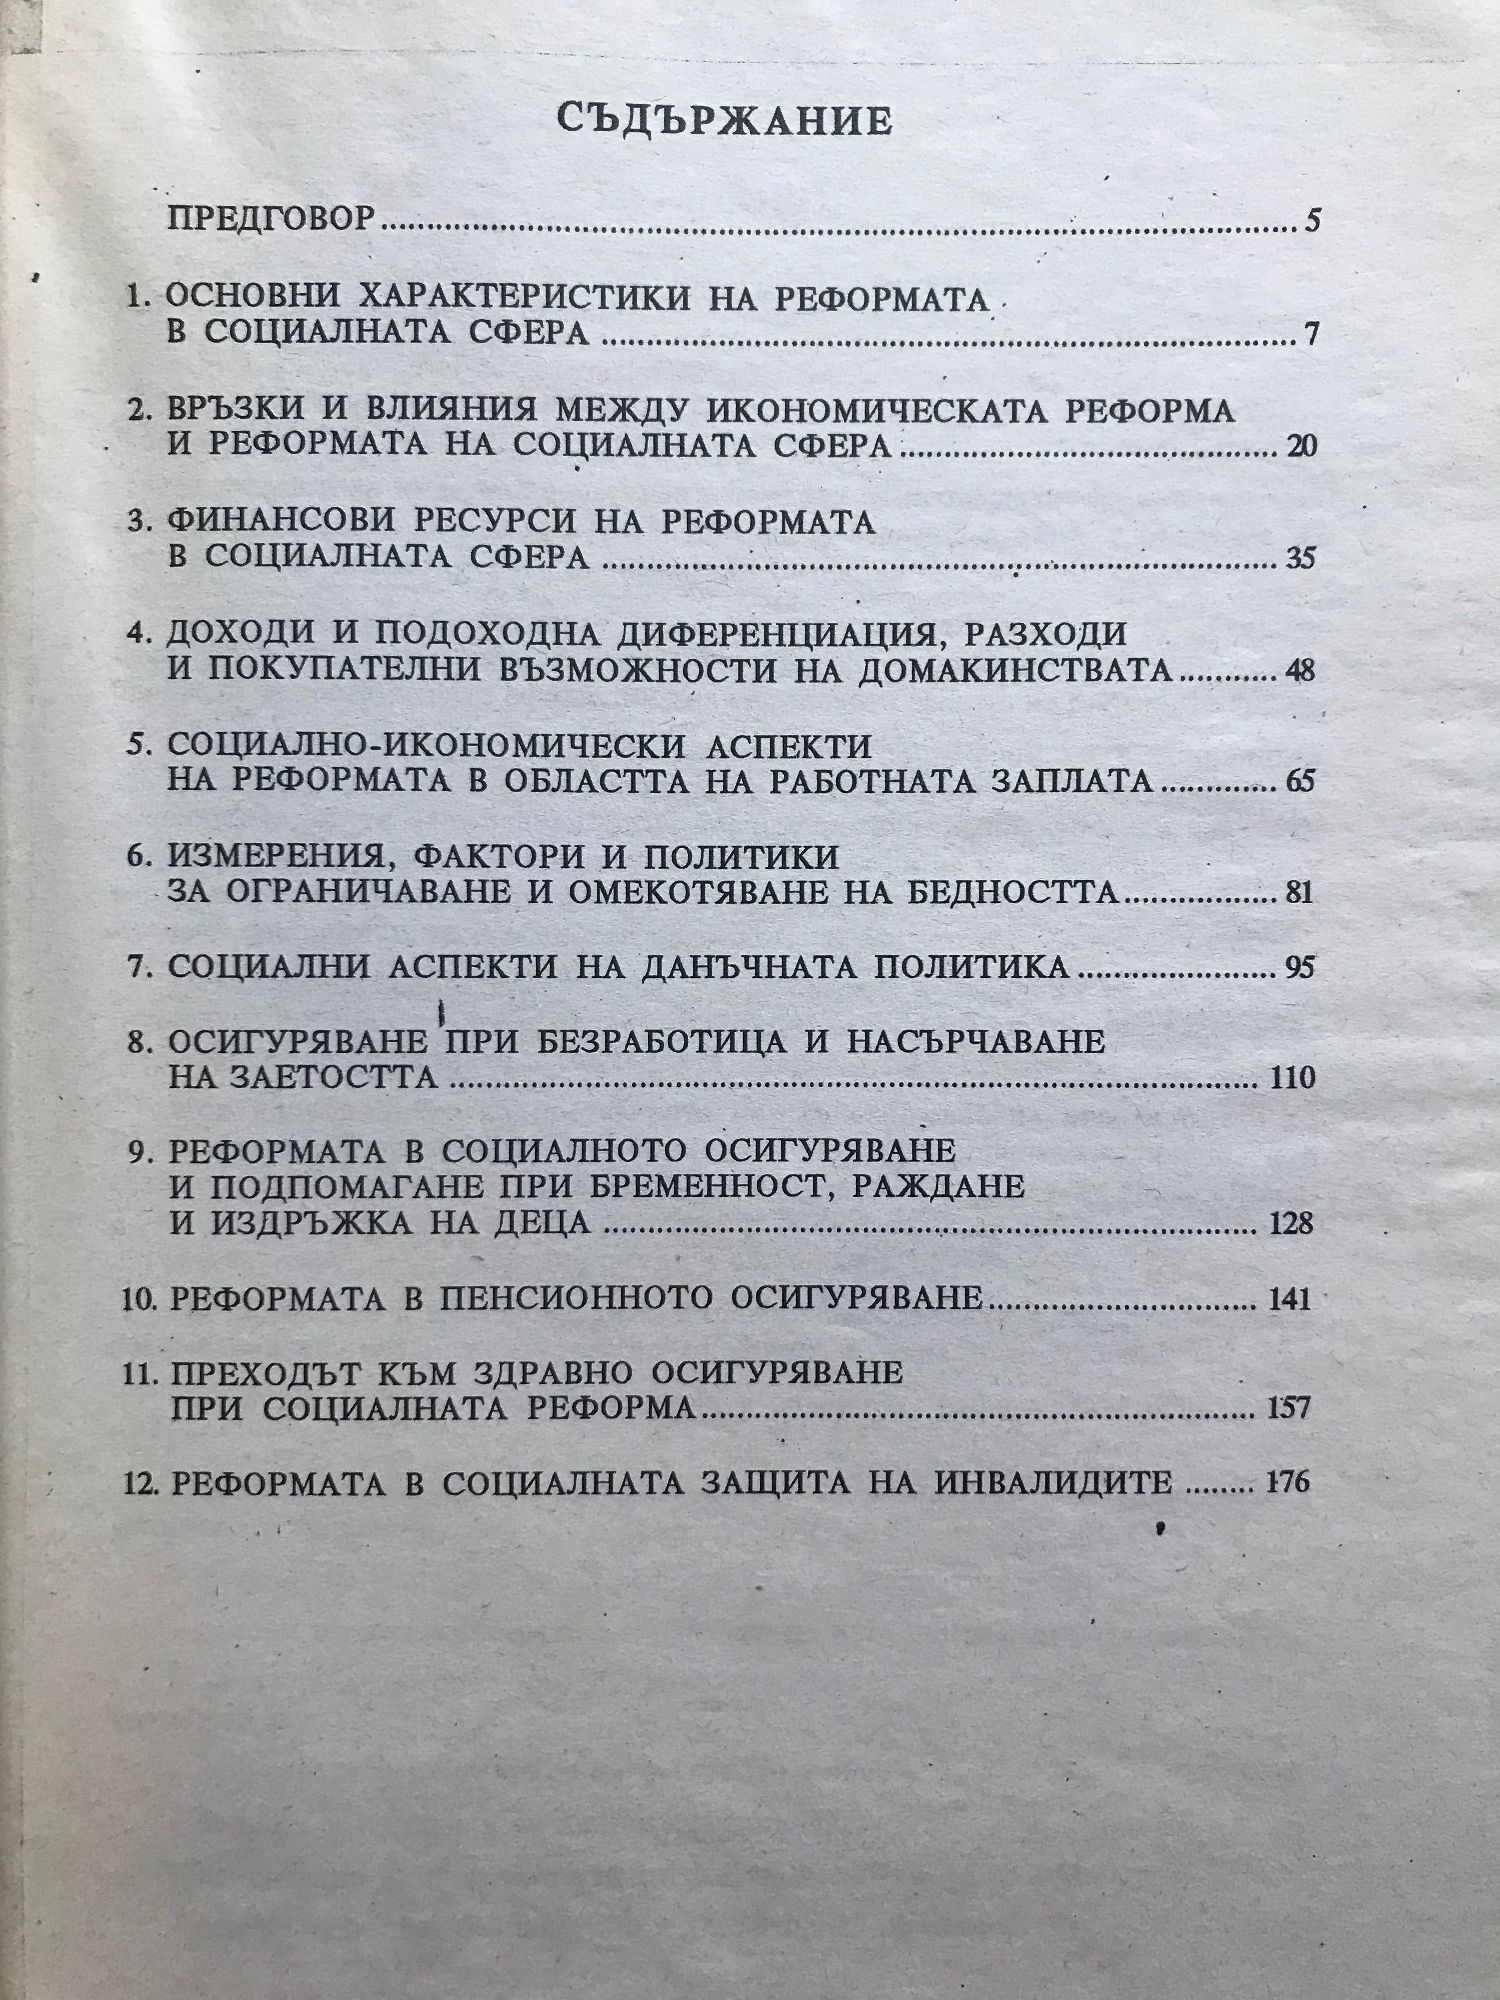 СЪДЪРЖАНИЕ
ПРЕДГОВОР................................................................................................5
1. ОСНОВНИ ХАРАКТЕРИСТИКИ НА РЕФОРМАТА
В СОЦИАЛНАТА СФЕРА ........................................................................7
2. ВРЪЗКИ И ВЛИЯНИЯ МЕЖДУ ИКОНОМИЧЕСКАТА РЕФОРМА
И РЕФОРМАТА НА СОЦИАЛНАТА СФЕРА ........................................ 20
3. ФИНАНСОВИ РЕСУРСИ НА РЕФОРМАТА
В СОЦИАЛНАТА СФЕРА ...................................................................... 35
4. ДОХОДИ И ПОДОХОДНА ДИФЕРЕНЦИАЦИЯ, РАЗХОДИ
И ПОКУПАТЕЛНИ ВЪЗМОЖНОСТИ НА ДОМАКИНСТВАТА........... 48
5. СОЦИАЛНО-ИКОНОМИЧЕСКИ АСПЕКТИ
НА РЕФОРМАТА В ОБЛАСТТА НА РАБОТНАТА ЗАПЛАТА ............. 65
6. ИЗМЕРЕНИЯ, ФАКТОРИ И ПОЛИТИКИ
ЗА ОГРАНИЧАВАНЕ И ОМЕКОТЯВАНЕ НА БЕДНОСТТА................. 81
7. СОЦИАЛНИ АСПЕКТИ НА ДАНЪЧНАТА ПОЛИТИКА ..................... 95
8. ОСИГУРЯВАНЕ ПРИ БЕЗРАБОТИЦА И НАСЪРЧАВАНЕ
НА ЗАЕТОСТТА ..................................................................................... 110
9. РЕФОРМАТА В СОЦИАЛНОТО ОСИГУРЯВАНЕ
И ПОДПОМАГАНЕ ПРИ БРЕМЕННОСТ, РАЖДАНЕ
И ИЗДРЪЖКА НА ДЕЦА ..................................................................... 128
10. РЕФОРМАТА В ПЕНСИОННОТО ОСИГУРЯВАНЕ............................ 141
11. ПРЕХОДЪТ КЪМ ЗДРАВНО ОСИГУРЯВАНЕ
ПРИ СОЦИАЛНАТА РЕФОРМА......................................................... 157
12. РЕФОРМАТА В СОЦИАЛНАТА ЗАЩИТА НА ИНВАЛИДИТЕ ........ 176